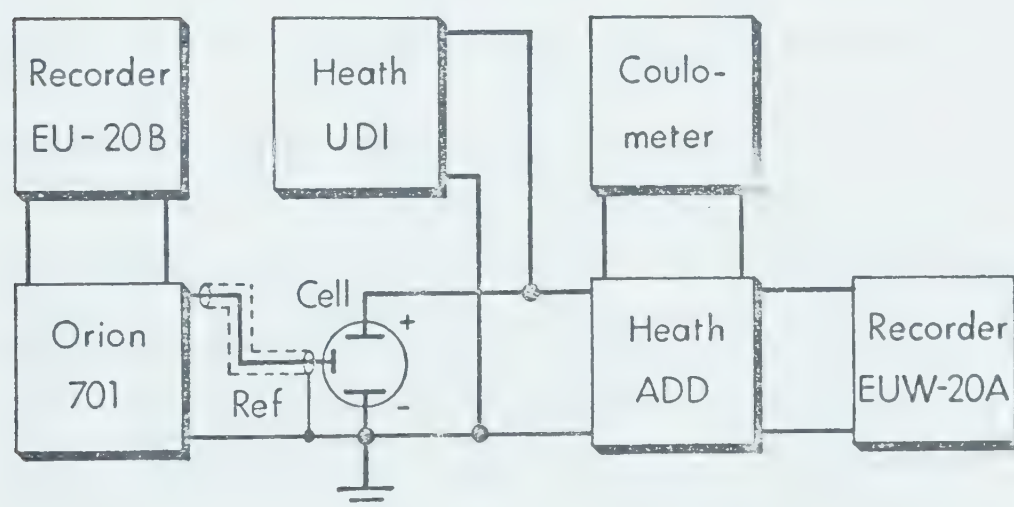 Recorder
EU-20B
Heath
UDI
Coulo-
meter
Orion
701
Cell
+
-
Ref
Heath
ADD
Recorder
EUW-20A